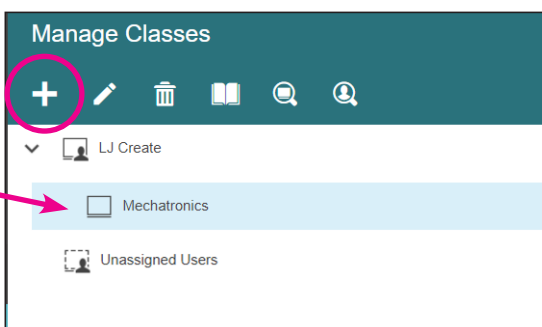 Manage Classes
LJ Create
Mechatronics
Unassigned Users